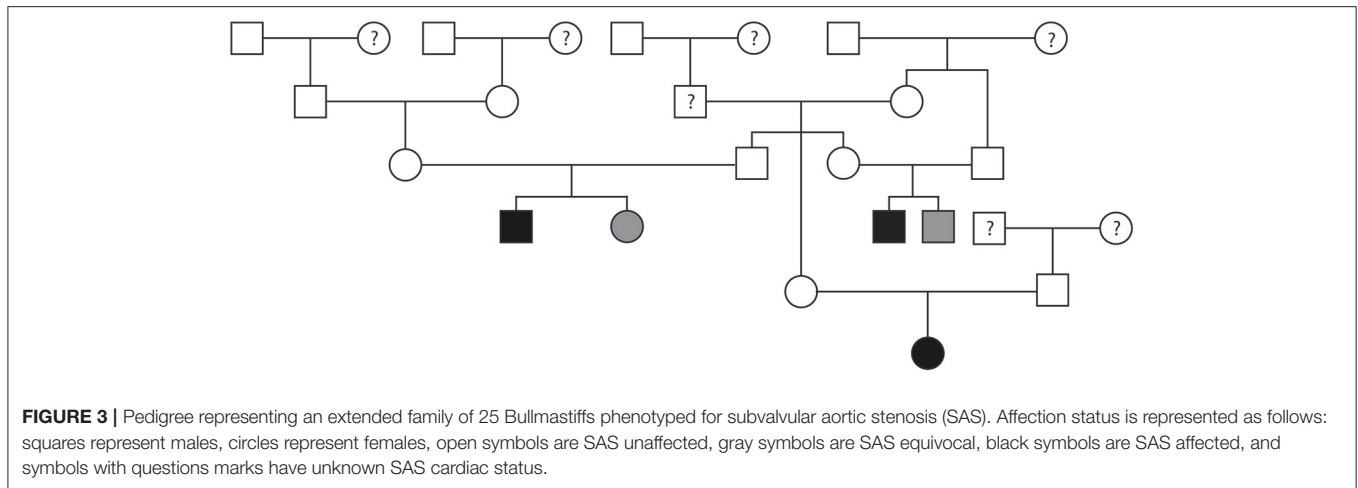 ? ? ? ?
?
? ?
FIGURE 3 | Pedigree representing an extended family of 25 Bullmastiffs phenotyped for subvalvular aortic stenosis (SAS). Affection status is represented as follows:
squares represent males, circles represent females, open symbols are SAS unaffected, gray symbols are SAS equivocal, black symbols are SAS affected, and
symbols with questions marks have unknown SAS cardiac status.